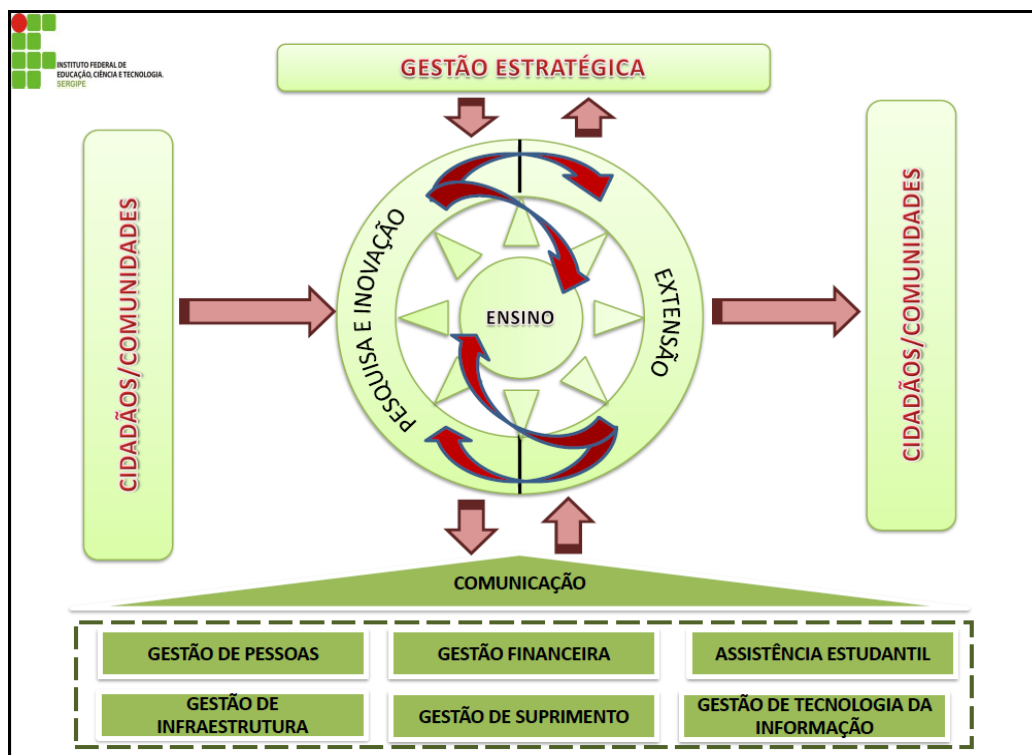 INSTITUTO FEDERAL DE
EDUCAÇÃO, CIÊNCIA E TECNOLOGIA.
SERGIPE
GESTÃO ESTRATÉGICA
CIDADÃOS/COMUNIDADES
PESQUISA E INOVAÇÃO
ENSINO
EXTENSÃO
CIDADÃOS/COMUNIDADES
COMUNICAÇÃO
GESTÃO DE PESSOAS
GESTÃO FINANCEIRA
ASSISTÊNCIA ESTUDANTIL
GESTÃO DE
INFRAESTRUTURA
GESTÃO DE SUPRIMENTO
GESTÃO DE TECNOLOGIA DA
INFORMAÇÃO